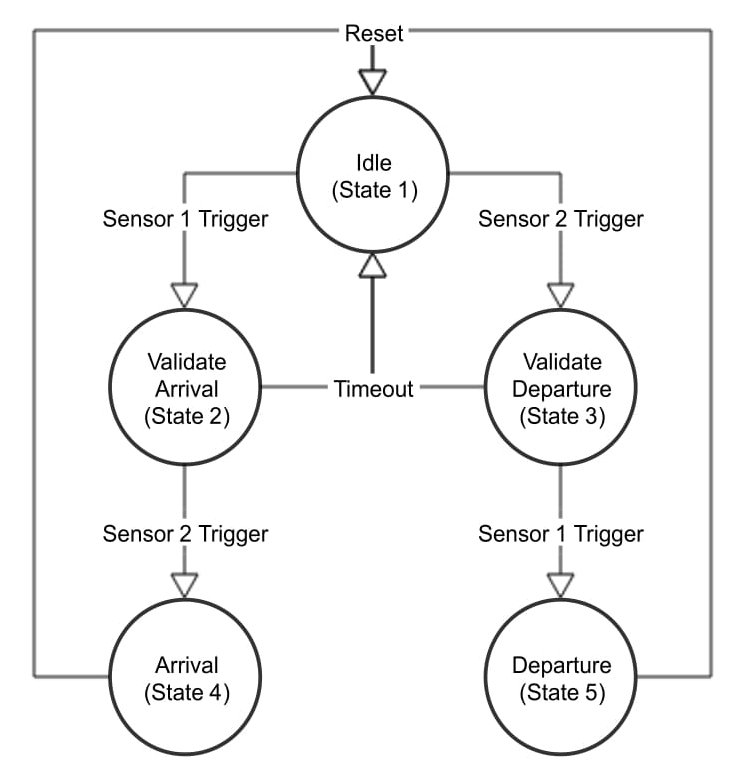 Reset
Idle
(State 1)
Sensor 1 Trigger
Sensor 2 Trigger
Validate
Arrival
(State 2)
Timeout
Validate
Departure
(State 3)
Sensor 2 Trigger
Sensor 1 Trigger
Arrival
(State 4)
Departure
(State 5)